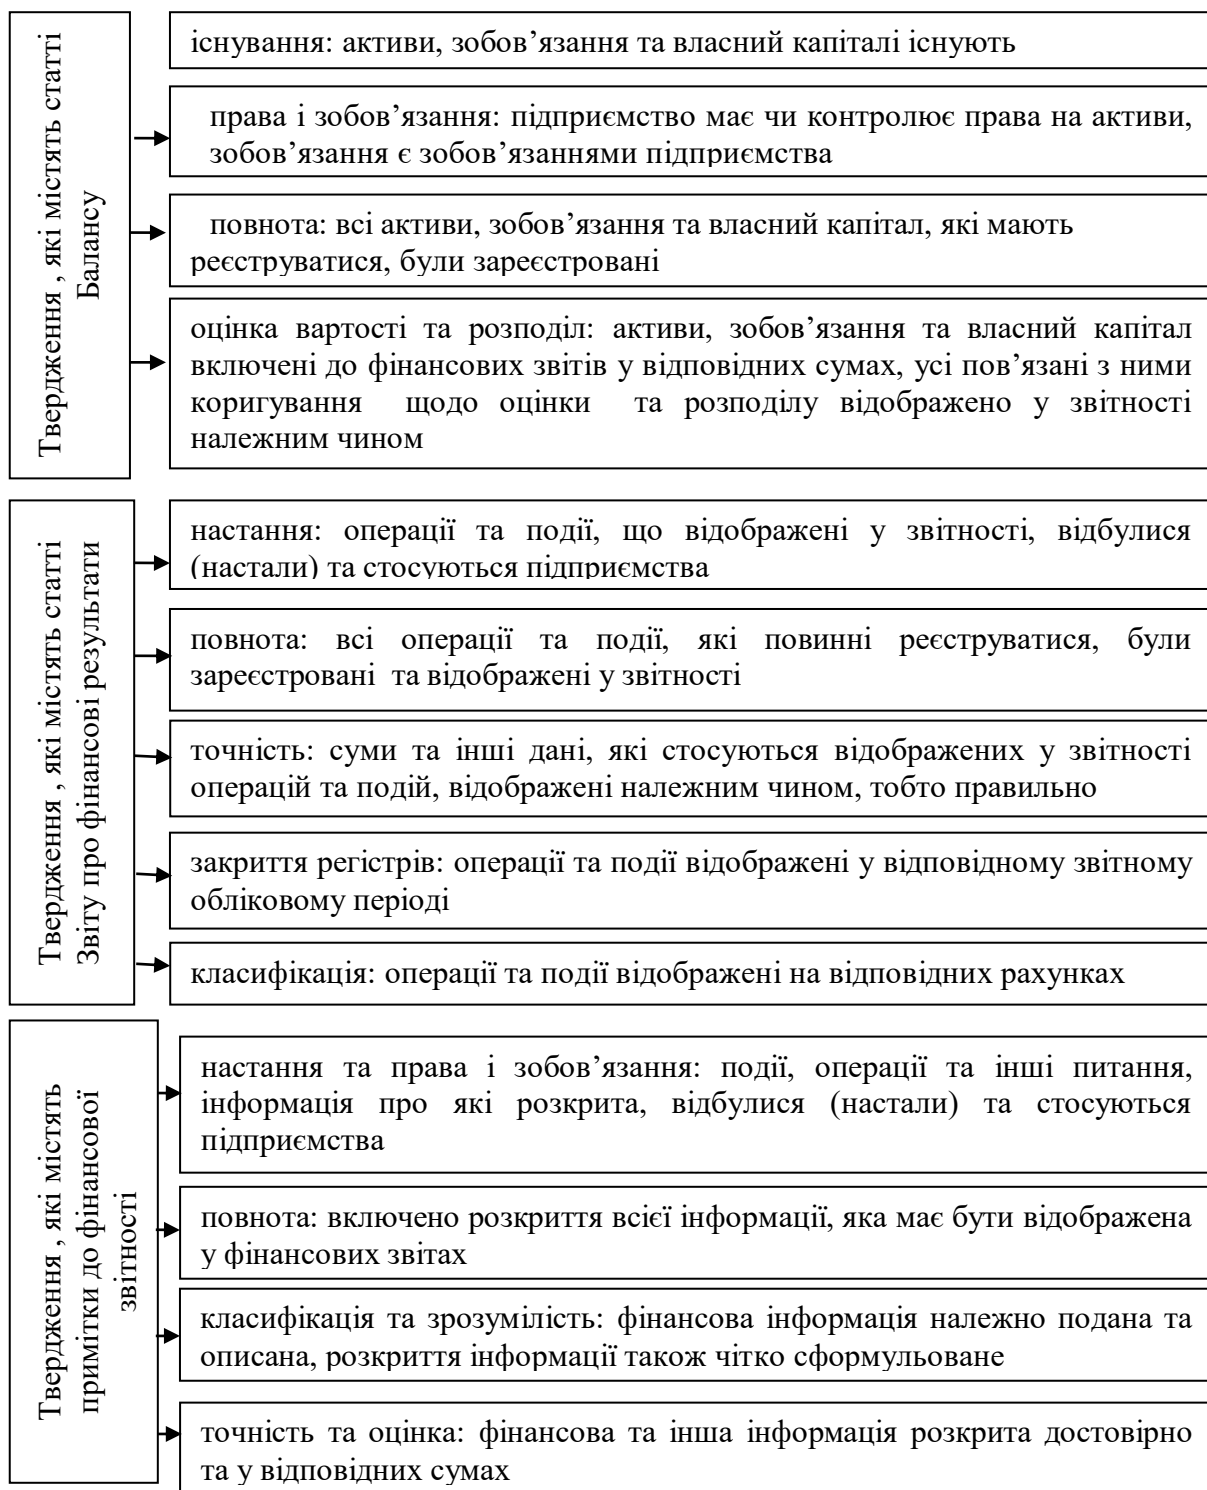 Твердження , які містять статті
Балансу
існування: активи, зобов’язання та власний капіталі існують
права і зобов’язання: підприємство має чи контролює права на активи,
зобов’язання є зобов’язаннями підприємства
повнота: всі активи, зобов’язання та власний капітал, які мають
реєструватися, були зареєстровані
оцінка вартості та розподіл: активи, зобов’язання та власний капітал
включені до фінансових звітів у відповідних сумах, усі пов’язані з ними
коригування щодо оцінки та розподілу відображено у звітності
належним чином
Твердження , які містять статті
Звіту про фінансові результати
настання: операції та події, що відображені у звітності, відбулися
(настали) та стосуються підприємства
повнота: всі операції та події, які повинні реєструватися, були
зареєстровані та відображені у звітності
точність: суми та інші дані, які стосуються відображених у звітності
операцій та подій, відображені належним чином, тобто правильно
закриття регістрів: операції та події відображені у відповідному звітному
обліковому періоді
класифікація: операції та події відображені на відповідних рахунках
Твердження , які містять
примітки до фінансової
звітності
настання та права і зобов’язання: події, операції та інші питання,
інформація про які розкрита, відбулися (настали) та стосуються
підприємства
повнота: включено розкриття всієї інформації, яка має бути відображена
у фінансових звітах
класифікація та зрозумілість: фінансова інформація належно подана та
описана, розкриття інформації також чітко сформульоване
точність та оцінка: фінансова та інша інформація розкрита достовірно
та у відповідних сумах